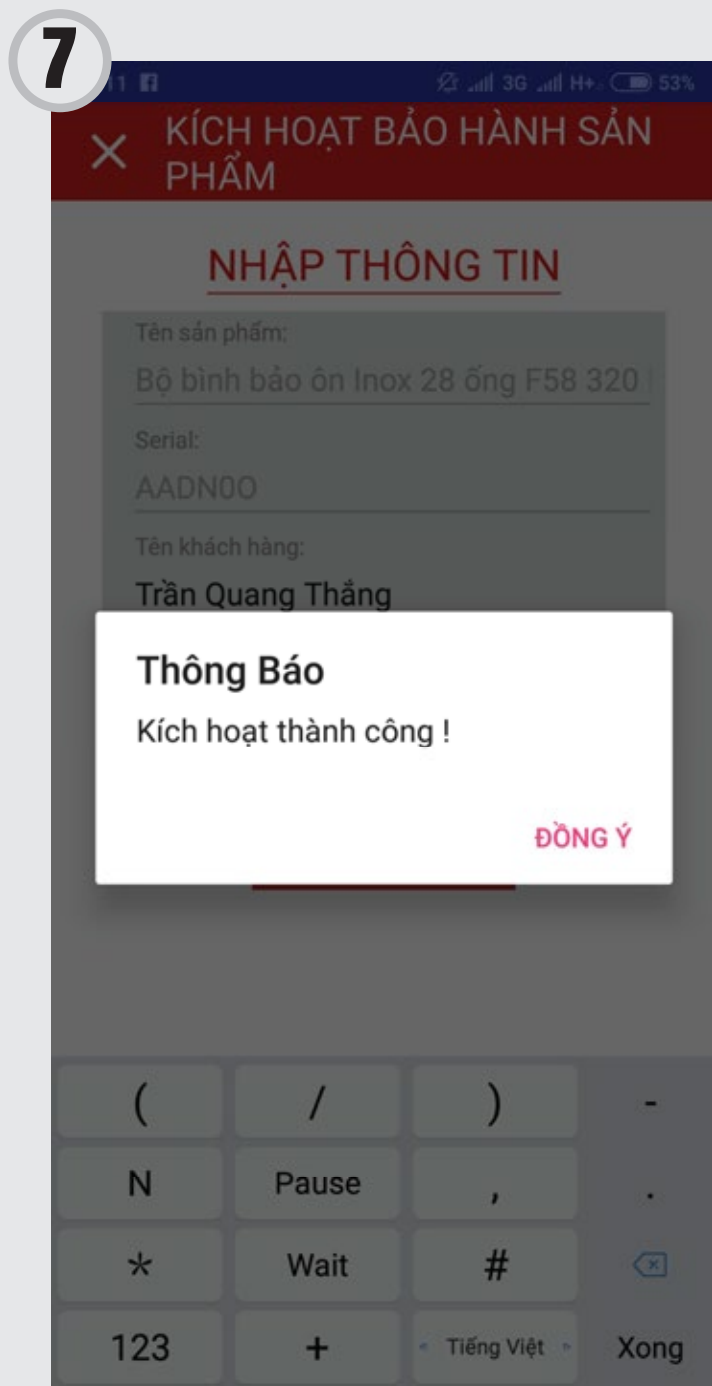 7
11
3G
H+
53%
KÍCH HOẠT BẢO HÀNH SẢN
PHẨM
NHẬP THÔNG TIN
Tên sản phẩm:
Bộ bình bảo ôn Inox 28 ống F58 320
Serial:
AADN0O
Tên khách hàng:
Trần Quang Thắng
Thông Báo
Kích hoạt thành công !
ĐỒNG Ý
( / ) -
N Pause , .
* Wait #
123 + Tiếng Việt Xong